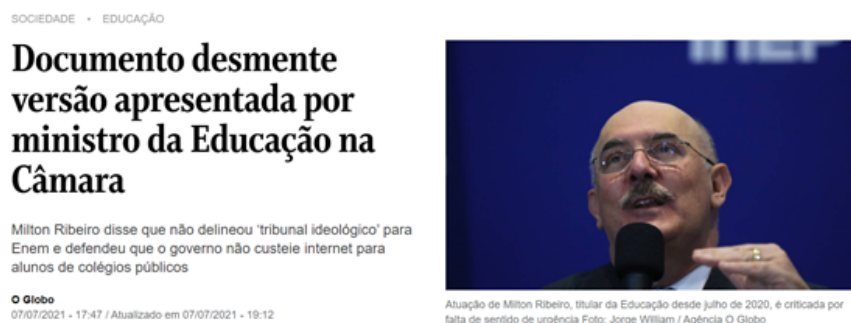 SOCIEDADE • EDUCAÇÃO
Documento desmente
versão apresentada por
ministro da Educação na
Câmara
Milton Ribeiro disse que não delineou ‘tribunal ideológico’ para
Enem e defendeu que o governo não custeie internet para
alunos de colégios públicos
O Globo
07/07/2021 - 17:47 / Atualizado em 07/07/2021 - 19:12
Atuação de Milton Ribeiro, titular da Educação desde julho de 2020, é criticada por
falta de sentido de urgência Foto: Jorge William / Agência O Globo